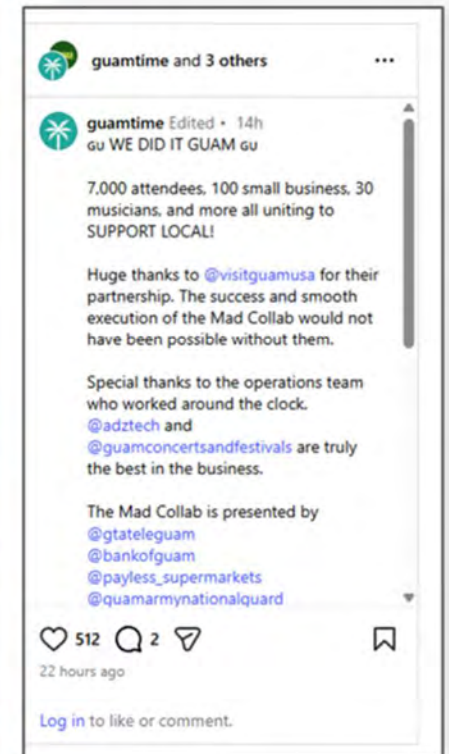 guamtime and 3 others
guamtime Edited • 14h
GU WE DID IT GUAM GU
7,000 attendees, 100 small business, 30
musicians, and more all uniting to
SUPPORT LOCAL!
Huge thanks to @visitguamusa for their
partnership. The success and smooth
execution of the Mad Collab would not
have been possible without them.
Special thanks to the operations team
who worked around the clock.
@adztech and
@guamconcertsandfestivals are truly
the best in the business.
The Mad Collab is presented by
@gtateleguam
@bankofguam
@payless_supermarkets
@guamarmynationalguard
512 2
22 hours ago
Log in to like or comment.